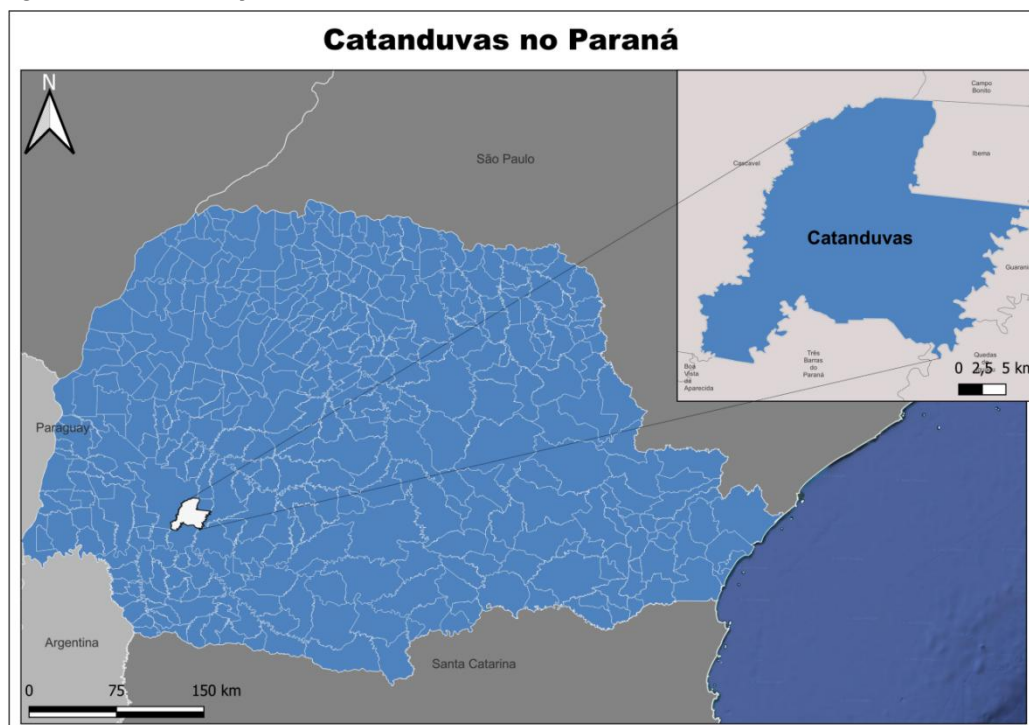 Catanduvas no Paraná
N
São Paulo
Paraguay
Argentina
Santa Catarina
0 75 150 km
Campo
Bonito
Cascavel
Ibema
Catanduvas
Três
Barras
do
Paraná
Boa
Vista
da
Aparecida
Quedas
0 2,5 5 km